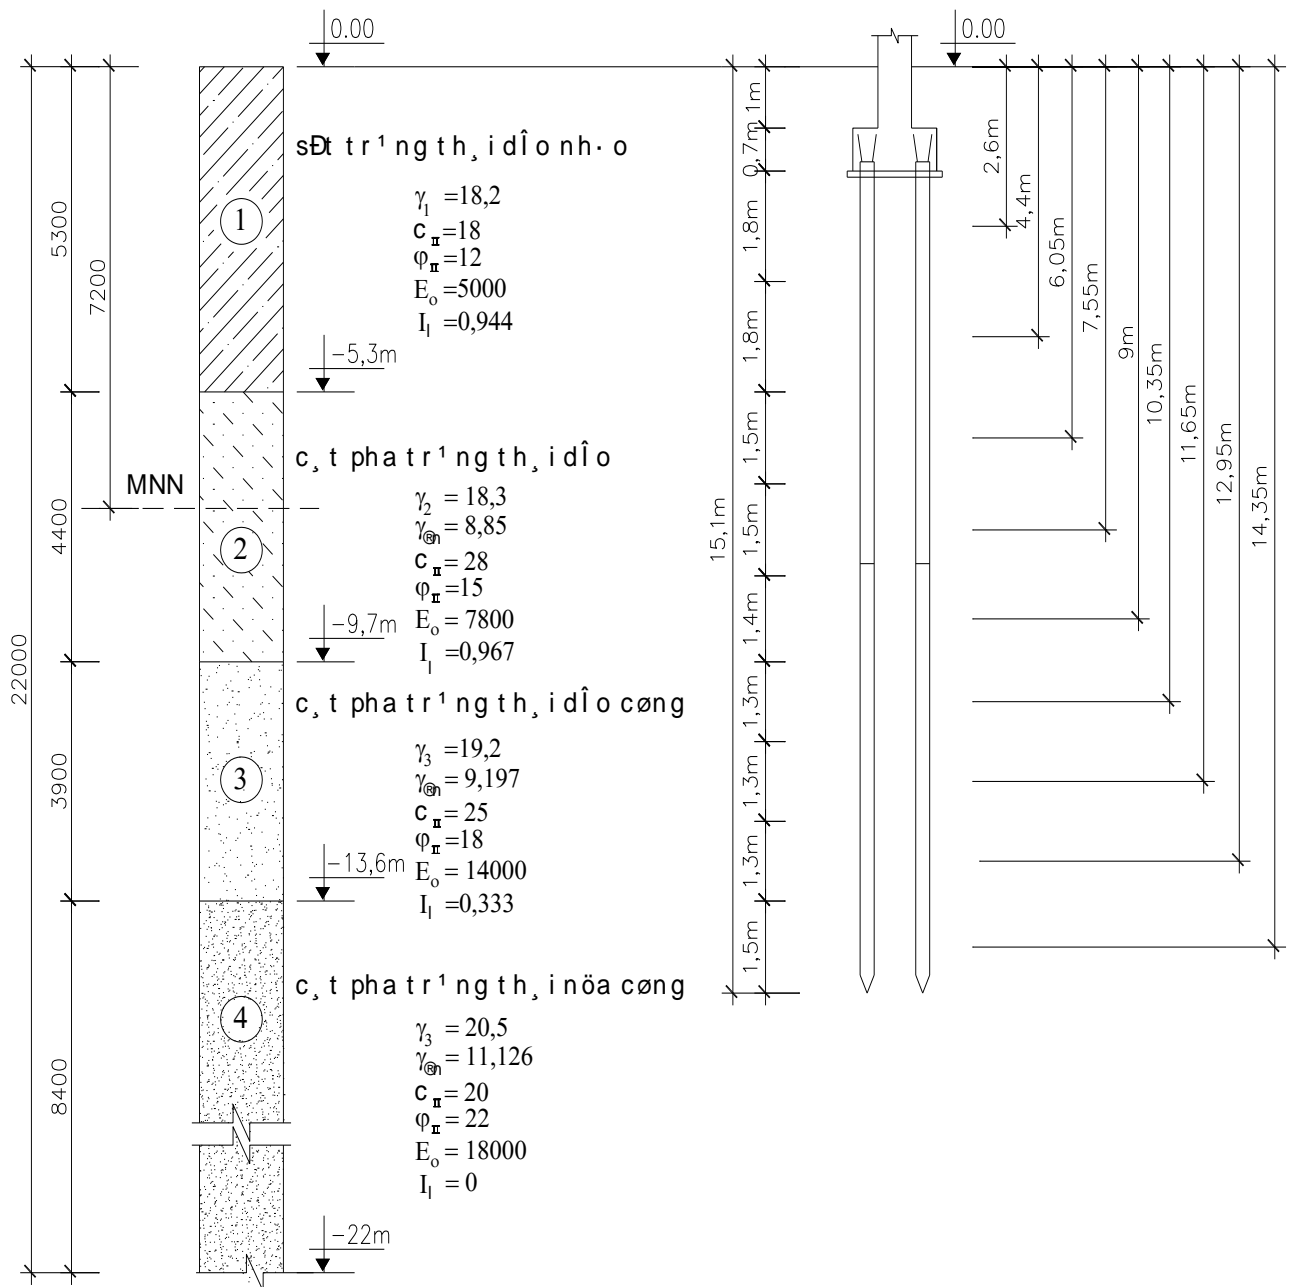 0.00
0.00
sÐt tr¹ng th¸i dÎo nh·o
γ1 =18,2
cII=18
φII=12
Eo=5000
Il =0,944
1
-5,3m
c¸t pha tr¹ng th¸i dÎo
MNN
γ2 = 18,3
γ®n = 8,85
cII= 28
φII=15
Eo = 7800
Il =0,967
2
-9,7m
c¸t pha tr¹ng th¸i dÎo cøng
γ3 =19,2
γ®n = 9,197
cII= 25
φII=18
Eo = 14000
Il =0,333
3
-13,6m
c¸t pha tr¹ng th¸i nöa cøng
γ3 = 20,5
γ®n = 11,126
cII= 20
φII= 22
Eo = 18000
Il = 0
4
-22m
22000
5300
4400
3900
8400
7200
15,1m
1m
0,7m
1,8m
1,8m
1,5m
1,5m
1,4m
1,3m
1,3m
1,3m
1,5m
2,6m
4,4m
6,05m
7,55m
9m
10,35m
11,65m
12,95m
14,35m